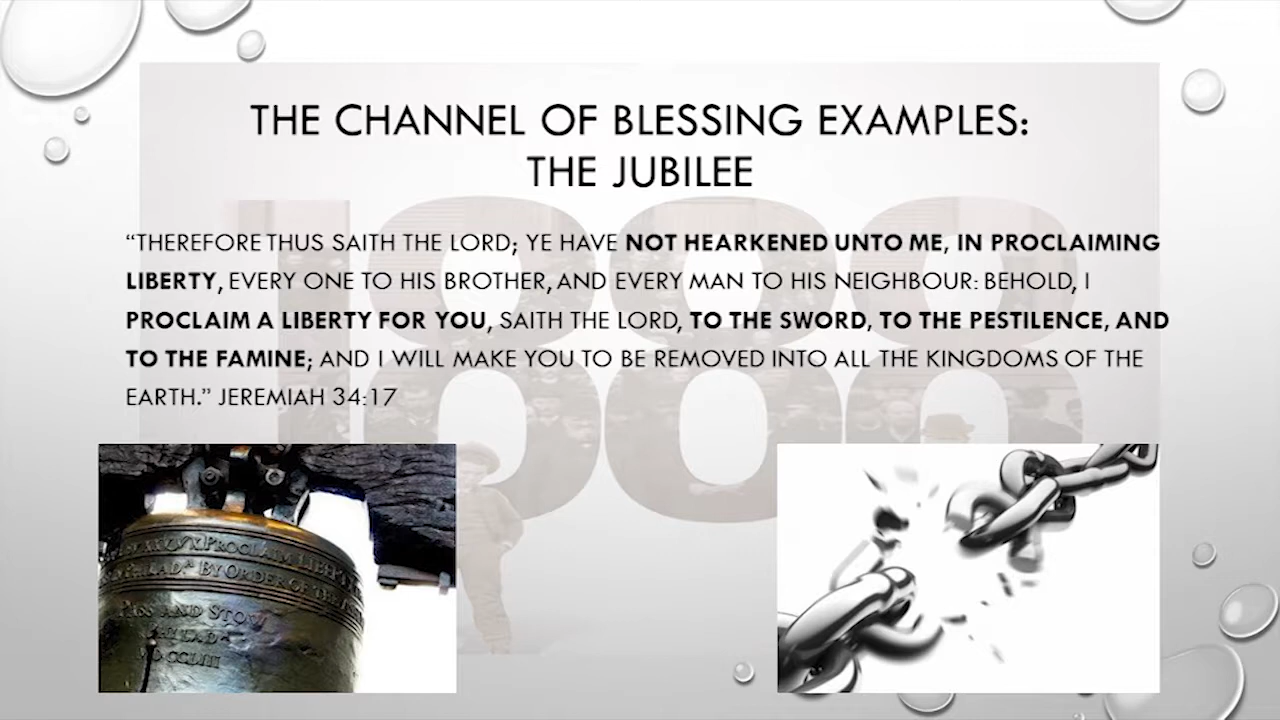 THE CHANNEL OF BLESSING EXAMPLES:
THE JUBILEE
“THEREFORE THUS SAITH THE LORD; YE HAVE NOT HEARKENED UNTO ME, IN PROCLAIMING
LIBERTY, EVERY ONE TO HIS BROTHER, AND EVERY MAN TO HIS NEIGHBOUR: BEHOLD, I
PROCLAIM A LIBERTY FOR YOU, SAITH THE LORD, TO THE SWORD, TO THE PESTILENCE, AND
TO THE FAMINE; AND I WILL MAKE YOU TO BE REMOVED INTO ALL THE KINGDOMS OF THE
EARTH.” JEREMIAH 34:17
1888
PROCLAIM
BY ORDER OF THE
PASS AND STOW
PHILADA
MDCCLIII